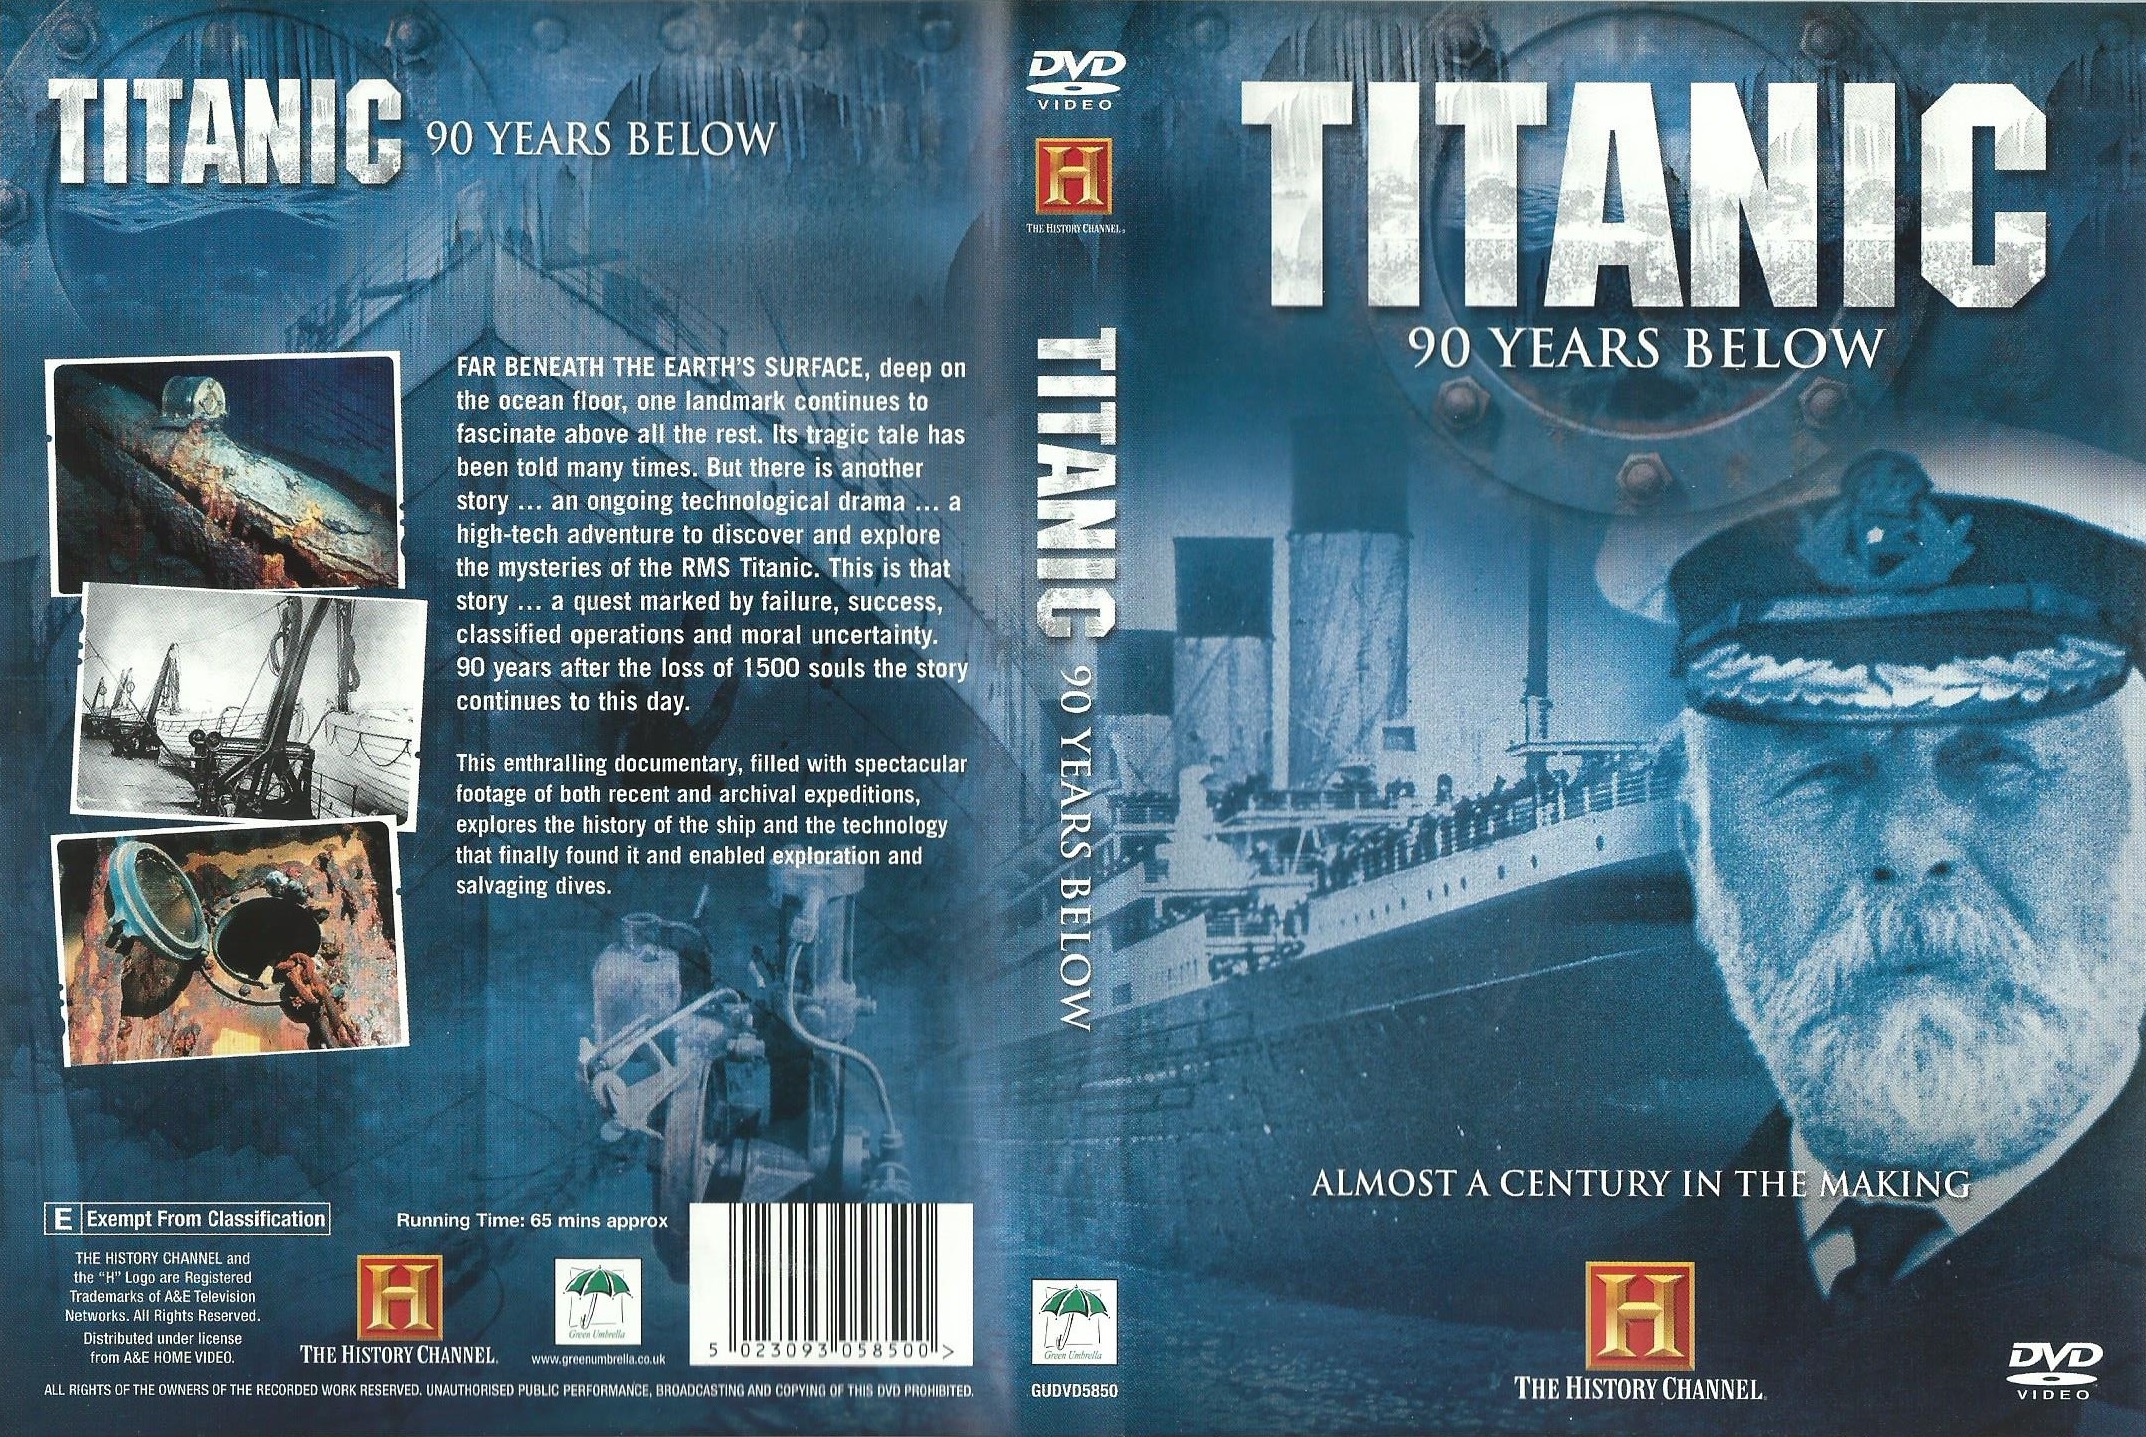 TITANIC 90 YEARS BELOW
FAR BENEATH THE EARTH'S SURFACE, deep on
the ocean floor, one landmark continues to
fascinate above all the rest. Its tragic tale has
been told many times. But there is another
story ... an ongoing technological drama ... a
high-tech adventure to discover and explore
the mysteries of the RMS Titanic. This is that
story ... a quest marked by failure, success,
classified operations and moral uncertainty.
90 years after the loss of 1500 souls the story
continues to this day.
This enthralling documentary, filled with spectacular
footage of both recent and archival expeditions,
explores the history of the ship and the technology
that finally found it and enabled exploration and
salvaging dives.
E Exempt From Classification
Running Time: 65 mins approx
THE HISTORY CHANNEL and
the "H" Logo are Registered
Trademarks of A&E Television
Networks. All Rights Reserved.
Distributed under license
from A&E HOME VIDEO.
H
THE HISTORY CHANNEL.
Green Umbrella
www.greenumbrella.co.uk
5 023093 058500 >
ALL RIGHTS OF THE OWNERS OF THE RECORDED WORK RESERVED. UNAUTHORISED PUBLIC PERFORMANCE, BROADCASTING AND COPYING OF THIS DVD PROHIBITED.
DVD
VIDEO
H
THE HISTORY CHANNEL.
TITANIC 90 YEARS BELOW
Green Umbrella
GUDVD5850
TITANIC
90 YEARS BELOW
ALMOST A CENTURY IN THE MAKING
H
THE HISTORY CHANNEL.
DVD
VIDEO